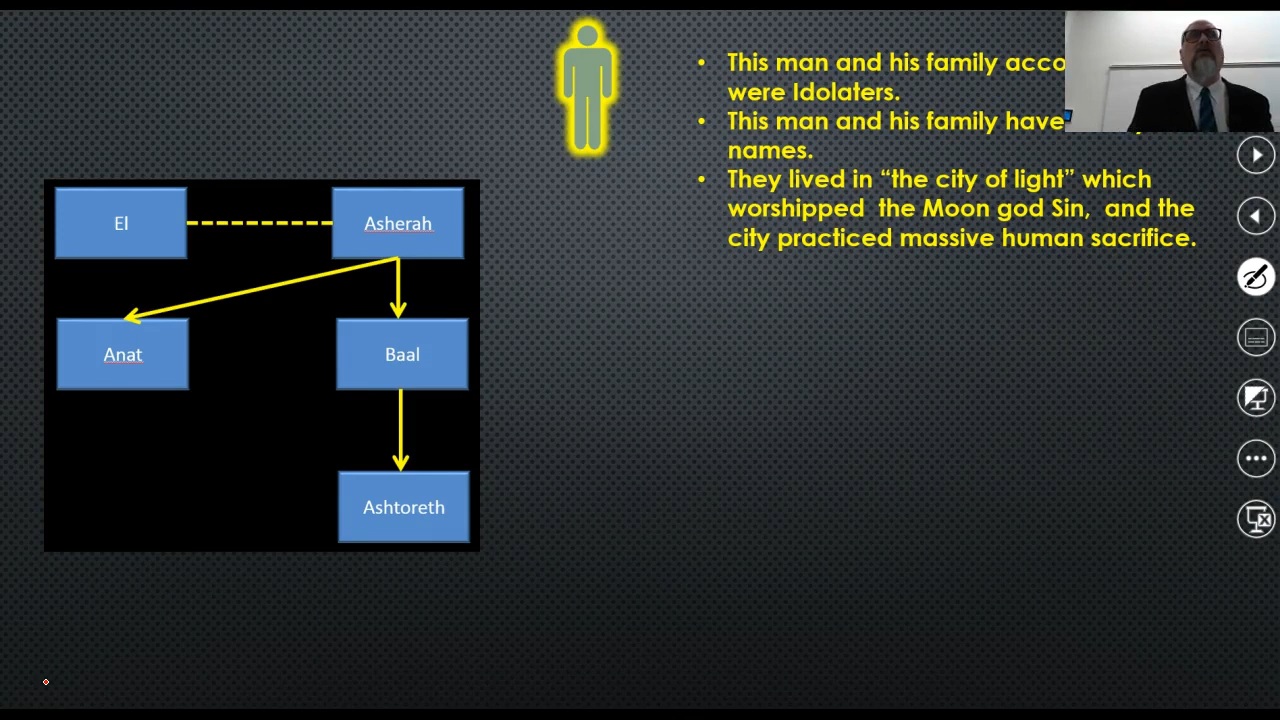 El
Asherah
Anat
Baal
Ashtoreth
• This man and his family
were Idolaters.
• This man and his family have
names.
• They lived in “the city of light” which
worshipped the Moon god Sin, and the
city practiced massive human sacrifice.